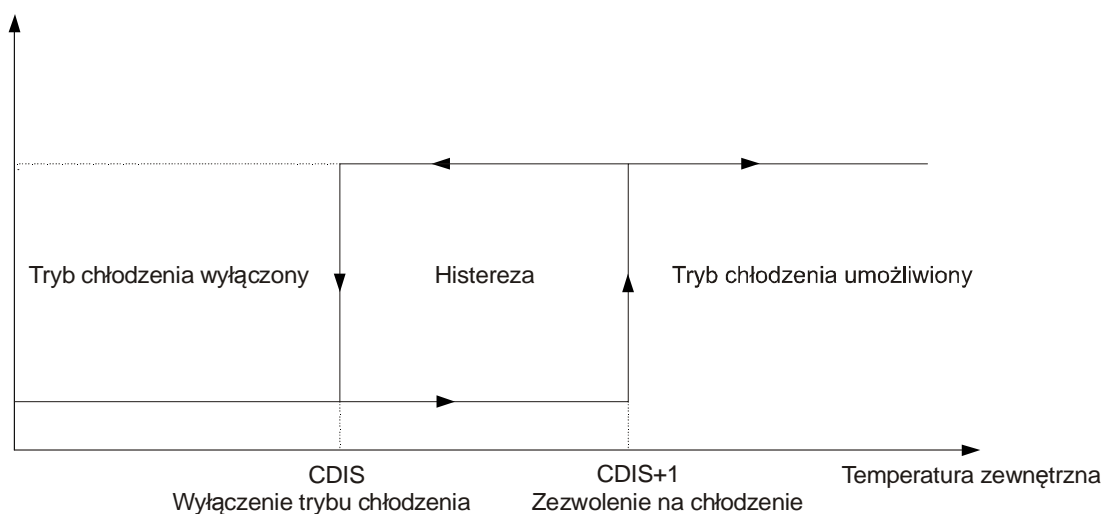 Tryb chłodzenia wyłączony
Histereza
Tryb chłodzenia umożliwiony
CDIS
CDIS+1
Temperatura zewnętrzna
Wyłączenie trybu chłodzenia
Zezwolenie na chłodzenie